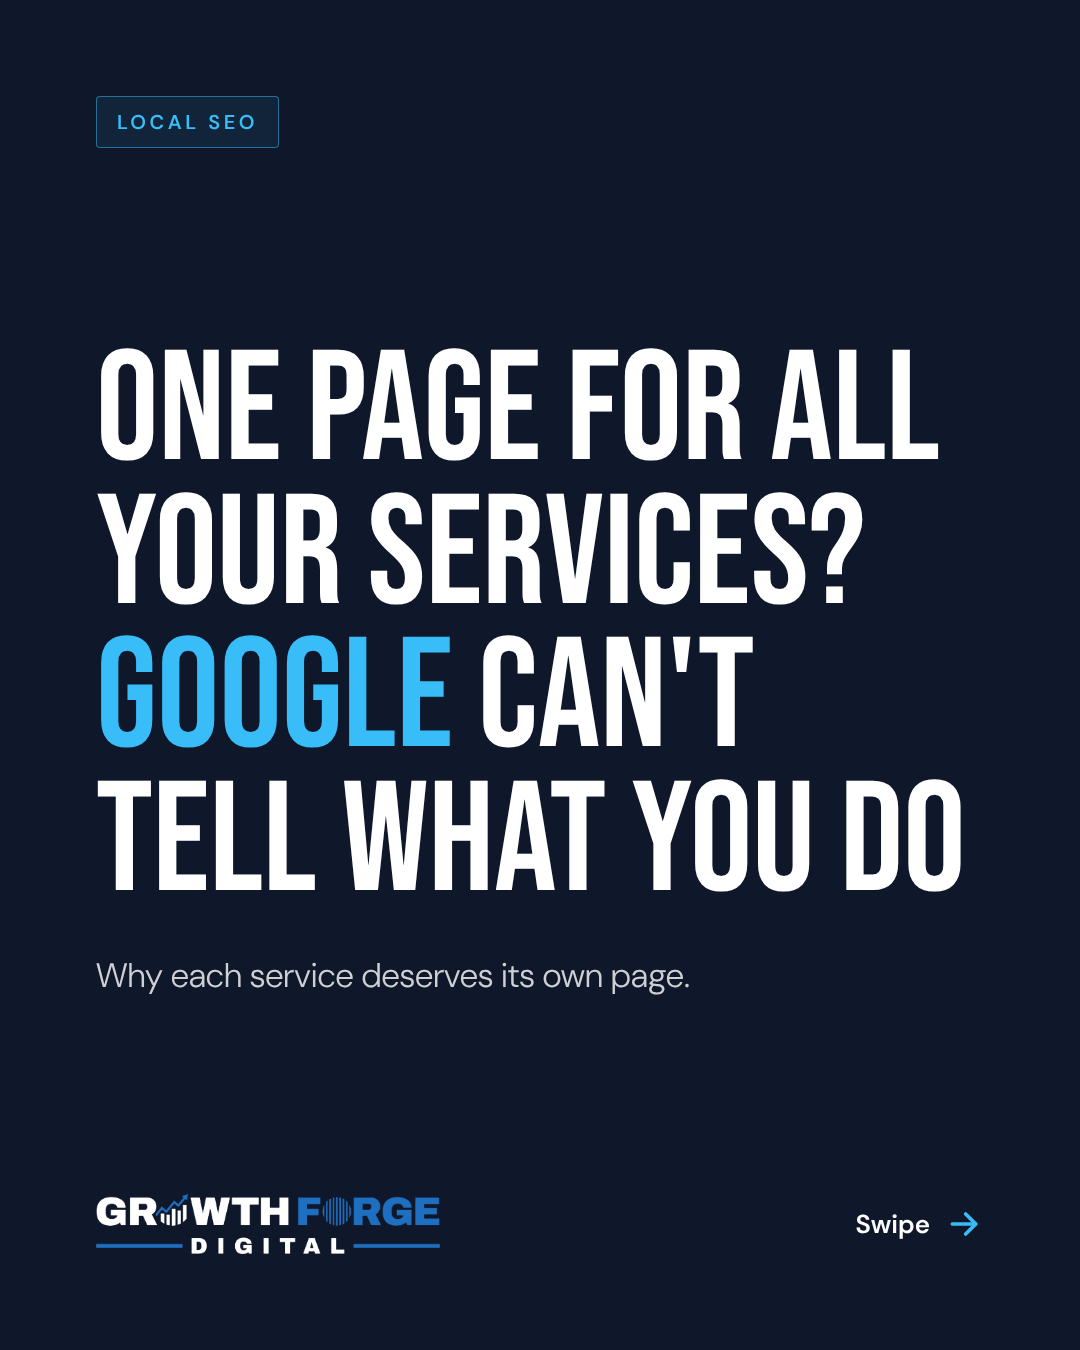 LOCAL SEO
ONE PAGE FOR ALL
YOUR SERVICES?
GOOGLE CAN'T
TELL WHAT YOU DO
Why each service deserves its own page.
GROWTH FORGE
DIGITAL
Swipe